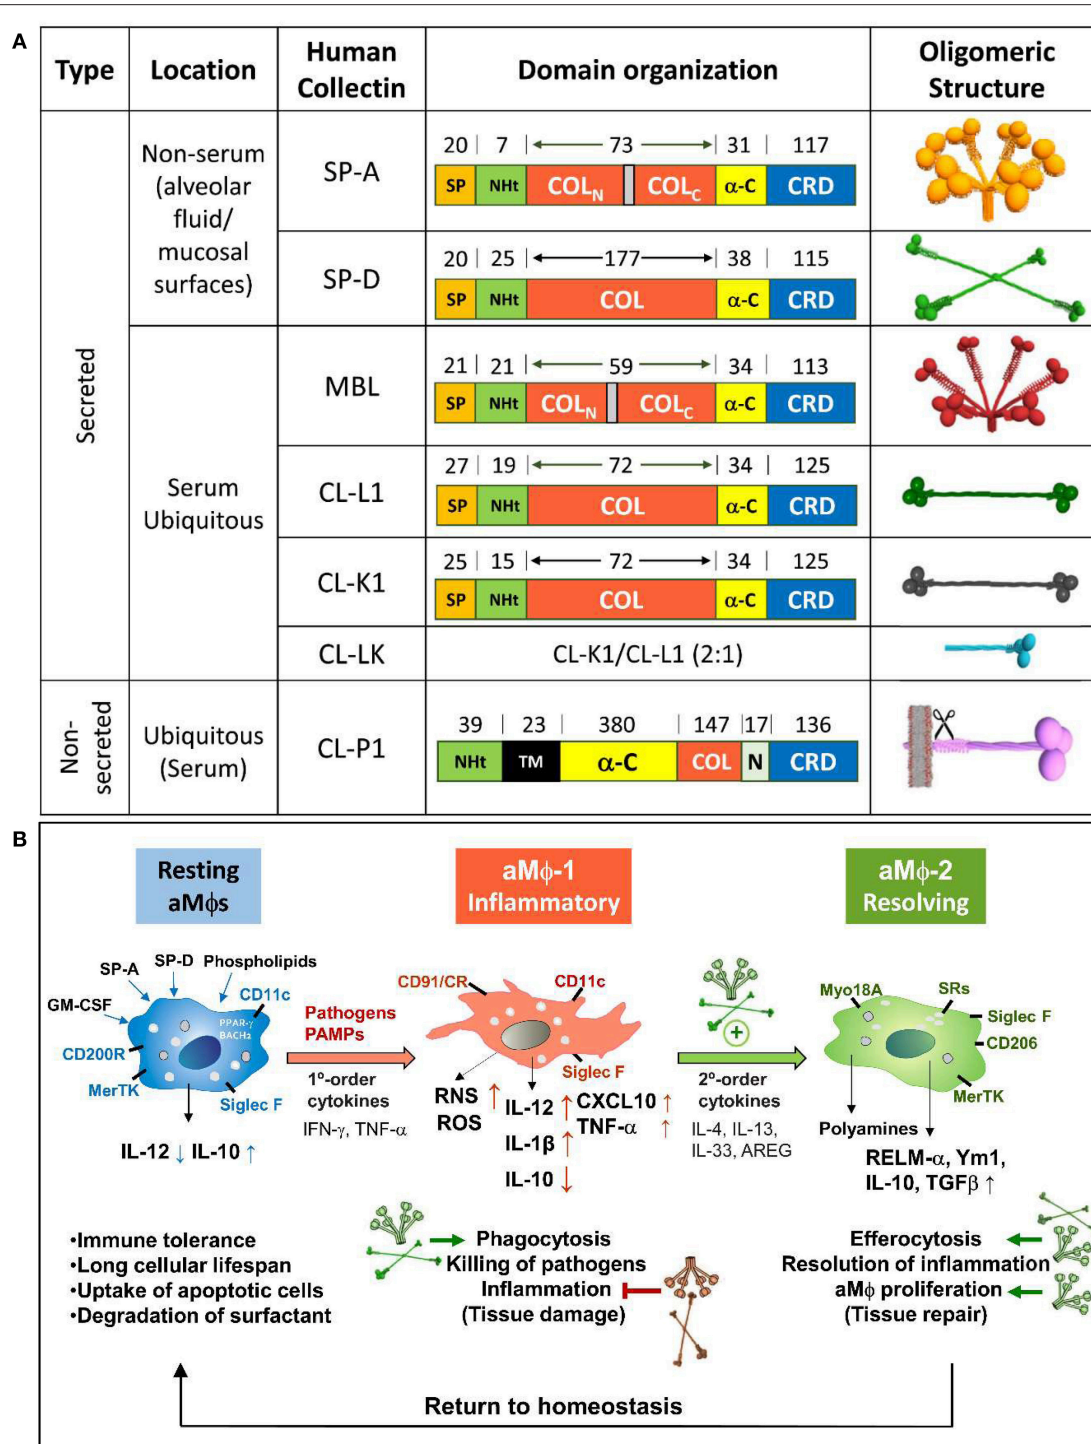 A
Type
Location
Human
Collectin
Domain organization
Oligomeric
Structure
Secreted
Non-serum
(alveolar
fluid/
mucosal
surfaces)
SP-A
20 | 7 | 73 | 31 | 117
SP NHt COLN COLC α-C CRD
SP-D
20 | 25 | 177 | 38 | 115
SP NHt COL α-C CRD
Serum
Ubiquitous
MBL
21 | 21 | 59 | 34 | 113
SP NHt COLN COLC α-C CRD
CL-L1
27 | 19 | 72 | 34 | 125
SP NHt COL α-C CRD
CL-K1
25 | 15 | 72 | 34 | 125
SP NHt COL α-C CRD
CL-LK
CL-K1/CL-L1 (2:1)
Non-
secreted
Ubiquitous
(Serum)
CL-P1
39 | 23 | 380 | 147 |17| 136
NHt TM α-C COL N CRD
B
Resting
aMϕs
aMϕ-1
Inflammatory
aMϕ-2
Resolving
SP-A
SP-D
Phospholipids
GM-CSF
CD11c
PPAR-γ
BACH2
CD200R
MerTK
Siglec F
IL-12 ↓ IL-10 ↑
Pathogens
PAMPs
1º-order
cytokines
IFN-γ, TNF-α
CD91/CR
CD11c
Siglec F
RNS ↑
ROS
IL-12 ↑
IL-1β ↑
IL-10 ↓
CXCL10 ↑
TNF-α ↑
+
2º-order
cytokines
IL-4, IL-13,
IL-33, AREG
Myo18A
SRs
Siglec F
CD206
MerTK
Polyamines
RELM-α, Ym1,
IL-10, TGFβ ↑
•Immune tolerance
•Long cellular lifespan
•Uptake of apoptotic cells
•Degradation of surfactant
Phagocytosis
Killing of pathogens
Inflammation
(Tissue damage)
Efferocytosis
Resolution of inflammation
aMϕ proliferation
(Tissue repair)
Return to homeostasis